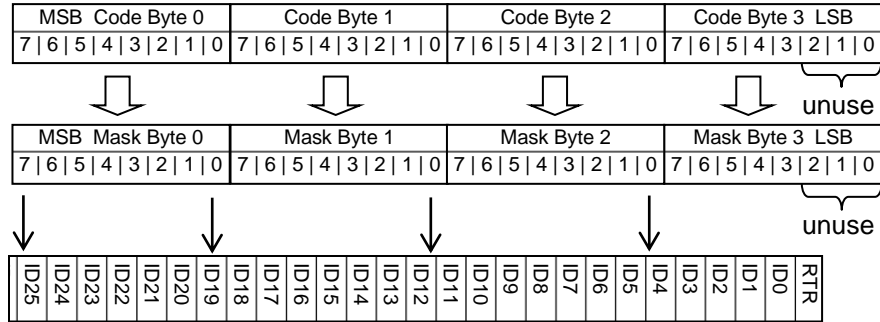 MSB Code Byte 0 Code Byte 1 Code Byte 2 Code Byte 3 LSB
7 | 6 | 5 | 4 | 3 | 2 | 1 | 0 7 | 6 | 5 | 4 | 3 | 2 | 1 | 0 7 | 6 | 5 | 4 | 3 | 2 | 1 | 0 7 | 6 | 5 | 4 | 3 | 2 | 1 | 0
unuse
MSB Mask Byte 0 Mask Byte 1 Mask Byte 2 Mask Byte 3 LSB
7 | 6 | 5 | 4 | 3 | 2 | 1 | 0 7 | 6 | 5 | 4 | 3 | 2 | 1 | 0 7 | 6 | 5 | 4 | 3 | 2 | 1 | 0 7 | 6 | 5 | 4 | 3 | 2 | 1 | 0
unuse
ID25 ID24 ID23 ID22 ID21 ID20 ID19 ID18 ID17 ID16 ID15 ID14 ID13 ID12 ID11 ID10 ID9 ID8 ID7 ID6 ID5 ID4 ID3 ID2 ID1 ID0 RTR